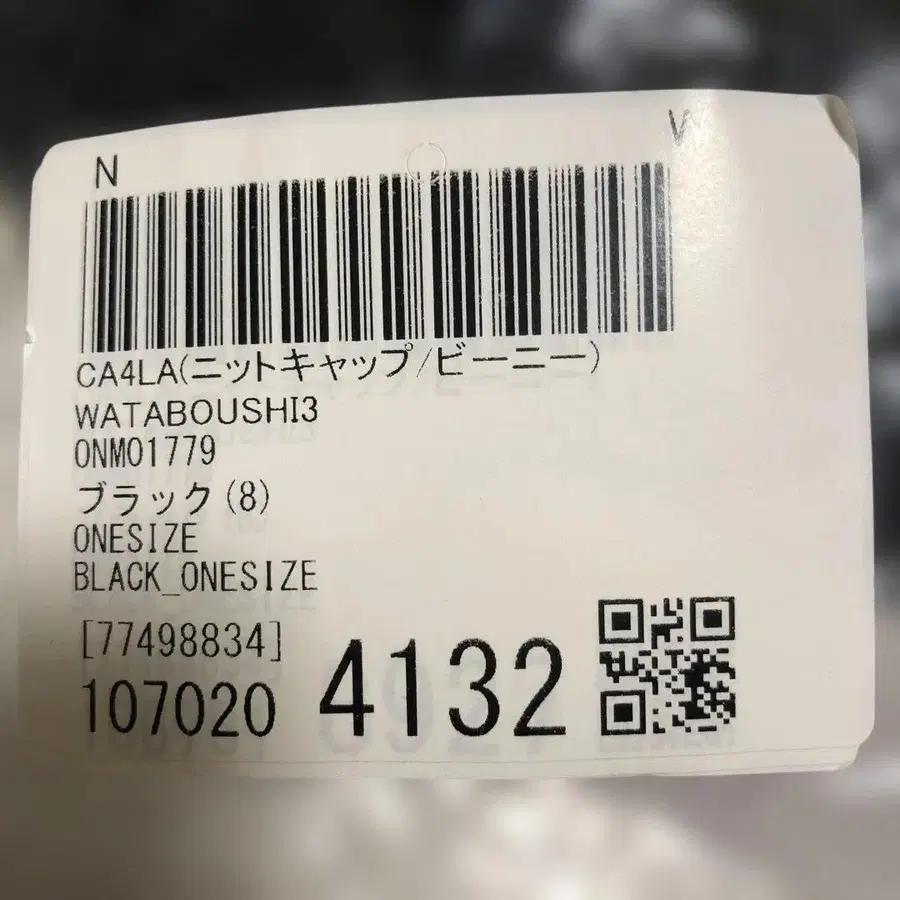 N
W
CA4LA(ニットキャップ/ビーニー)
WATABOUSHI3
ONM01779
ブラック(8)
ONESIZE
BLACK_ONESIZE
[77498834]
107020 4132